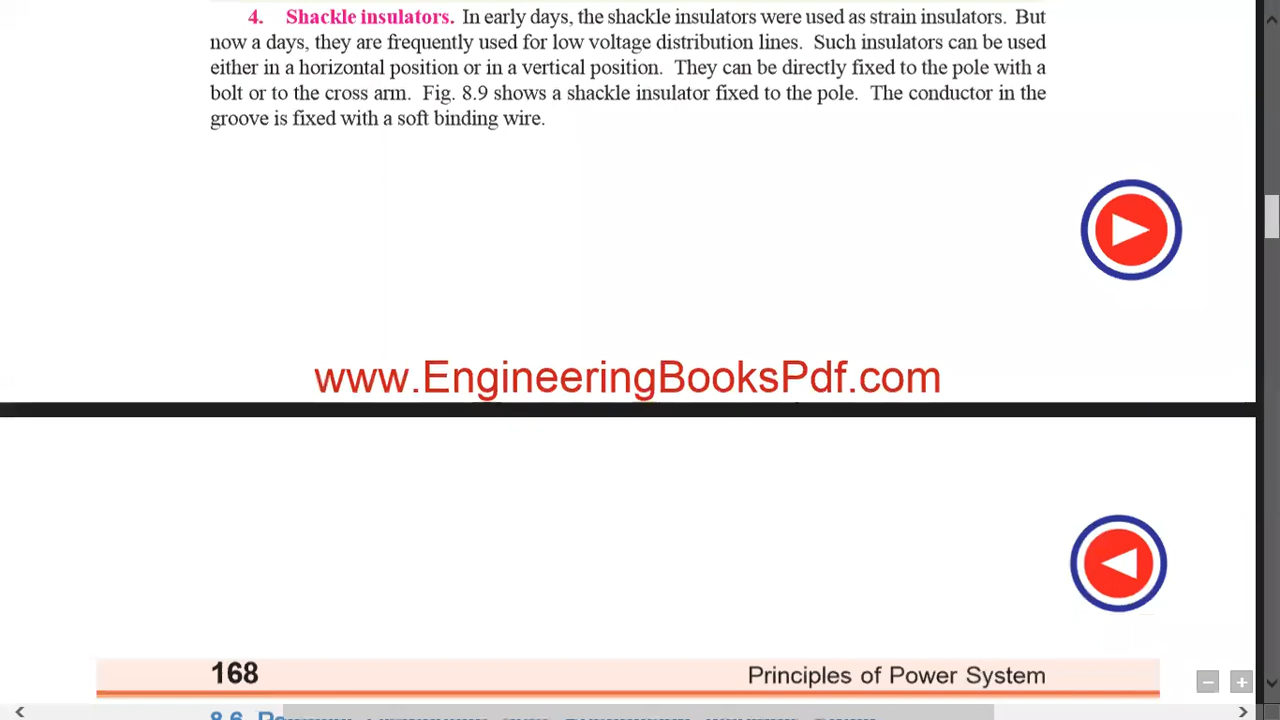 4. Shackle insulators. In early days, the shackle insulators were used as strain insulators. But
now a days, they are frequently used for low voltage distribution lines. Such insulators can be used
either in a horizontal position or in a vertical position. They can be directly fixed to the pole with a
bolt or to the cross arm. Fig. 8.9 shows a shackle insulator fixed to the pole. The conductor in the
groove is fixed with a soft binding wire.
www.EngineeringBooksPdf.com
168 Principles of Power System
8.6